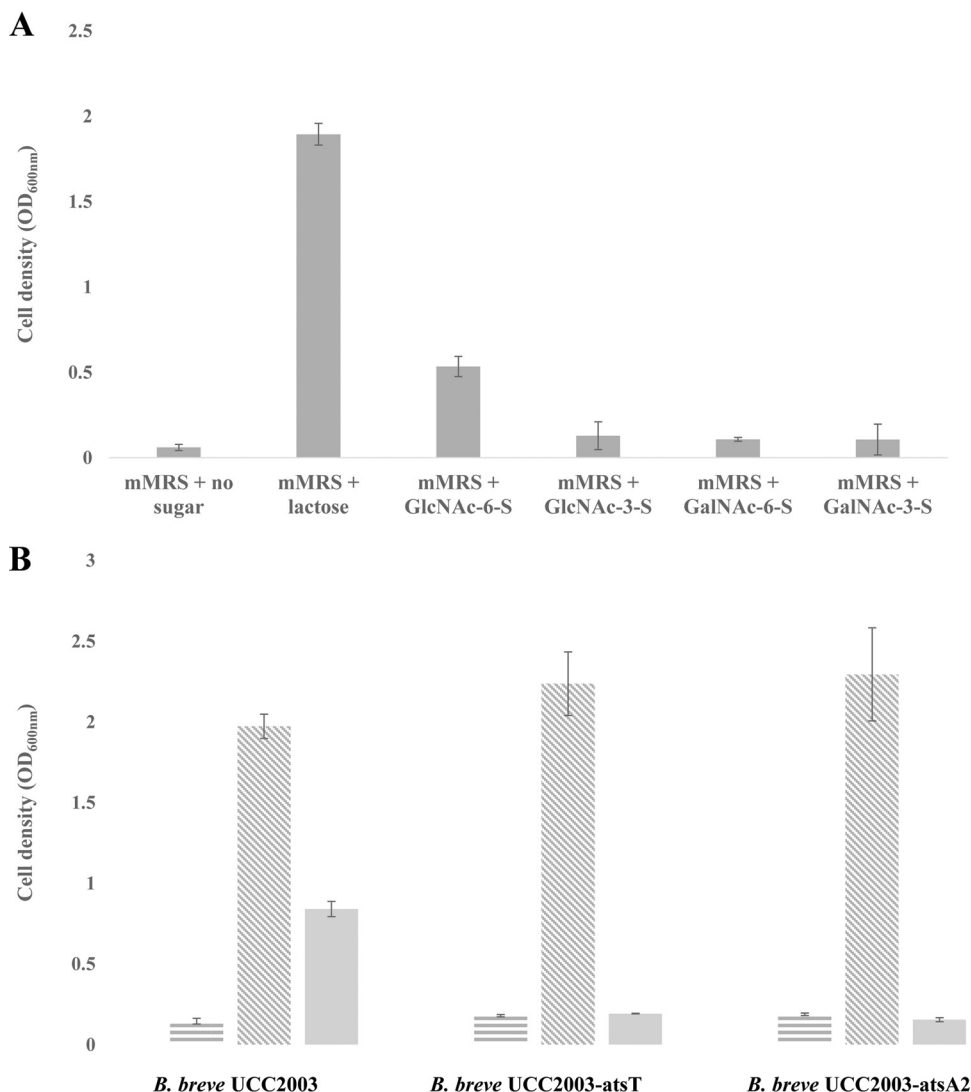 A
2.5
2
1.5
1
0.5
0
Cell density (OD600nm)
mMRS + no sugar
mMRS + lactose
mMRS + GlcNAc-6-S
mMRS + GlcNAc-3-S
mMRS + GalNAc-6-S
mMRS + GalNAc-3-S
B
3
2.5
2
1.5
1
0.5
0
Cell density (OD600nm)
B. breve UCC2003
B. breve UCC2003-atsT
B. breve UCC2003-atsA2